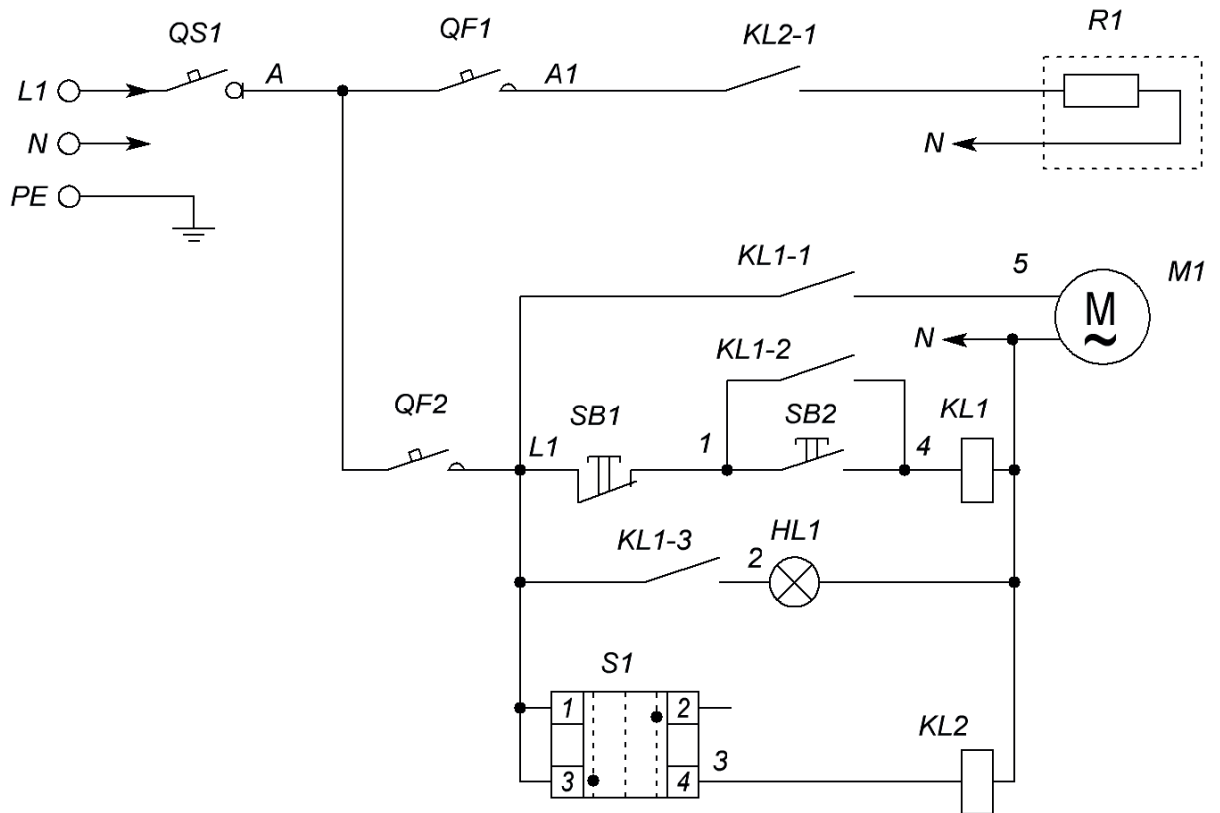 QS1 QF1 KL2-1 R1
L1 A A1
N N
PE
KL1-1 5 M1
M
~
KL1-2 N
QF2 SB1 SB2 KL1
L1 1 4
KL1-3 2 HL1
S1
1 2 KL2
3 4 3